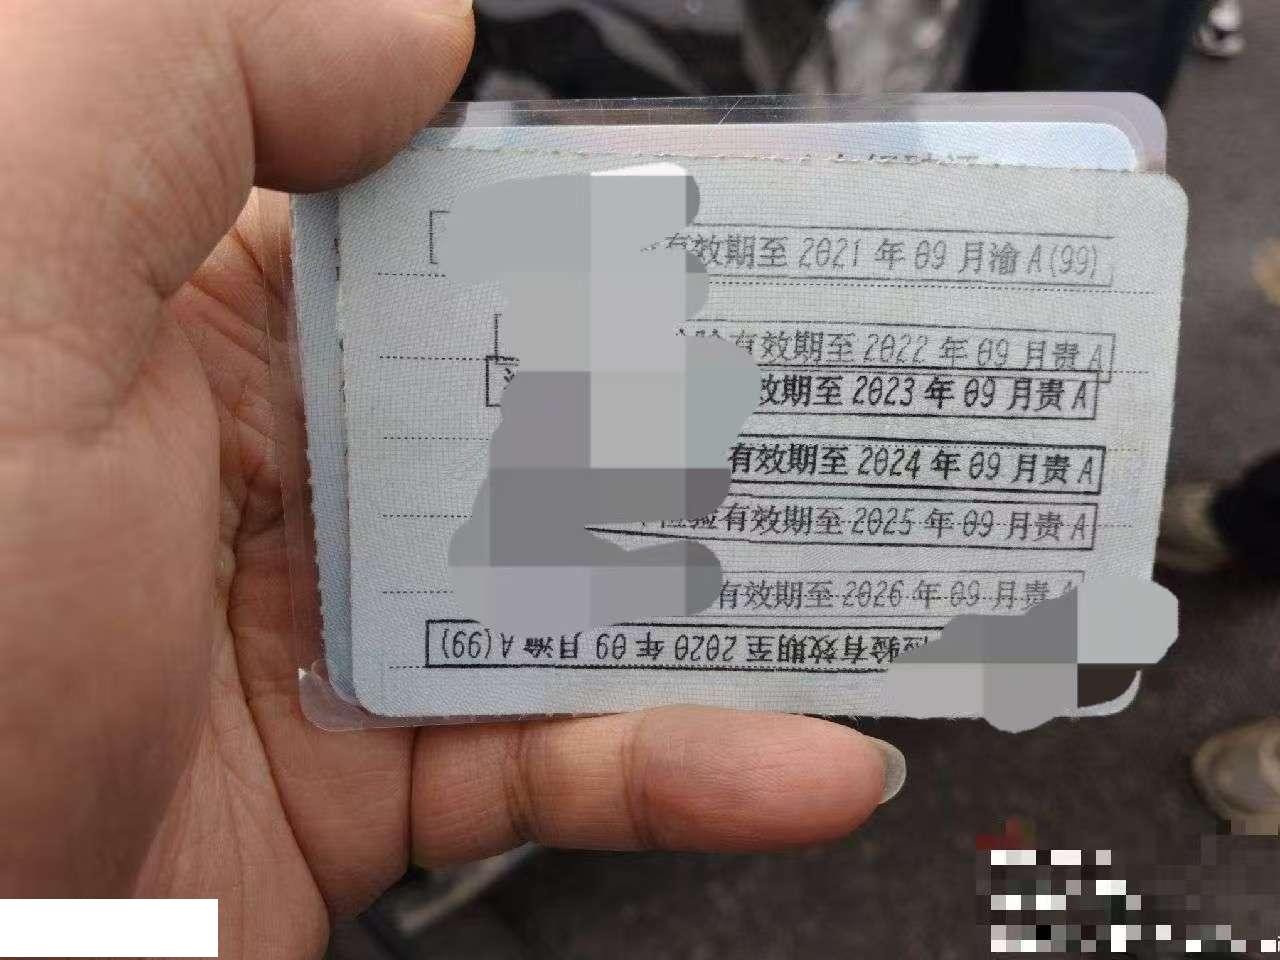 有效期至 2021 年 09 月渝 A(99)
有效期至 2022 年 09 月贵 A
效期至 2023 年 09 月贵 A
有效期至 2024 年 09 月贵 A
检验有效期至 2025 年 09 月贵 A
有效期至 2026 年 09 月贵 A
检验有效期至 2020 年 09 月渝 A(99)